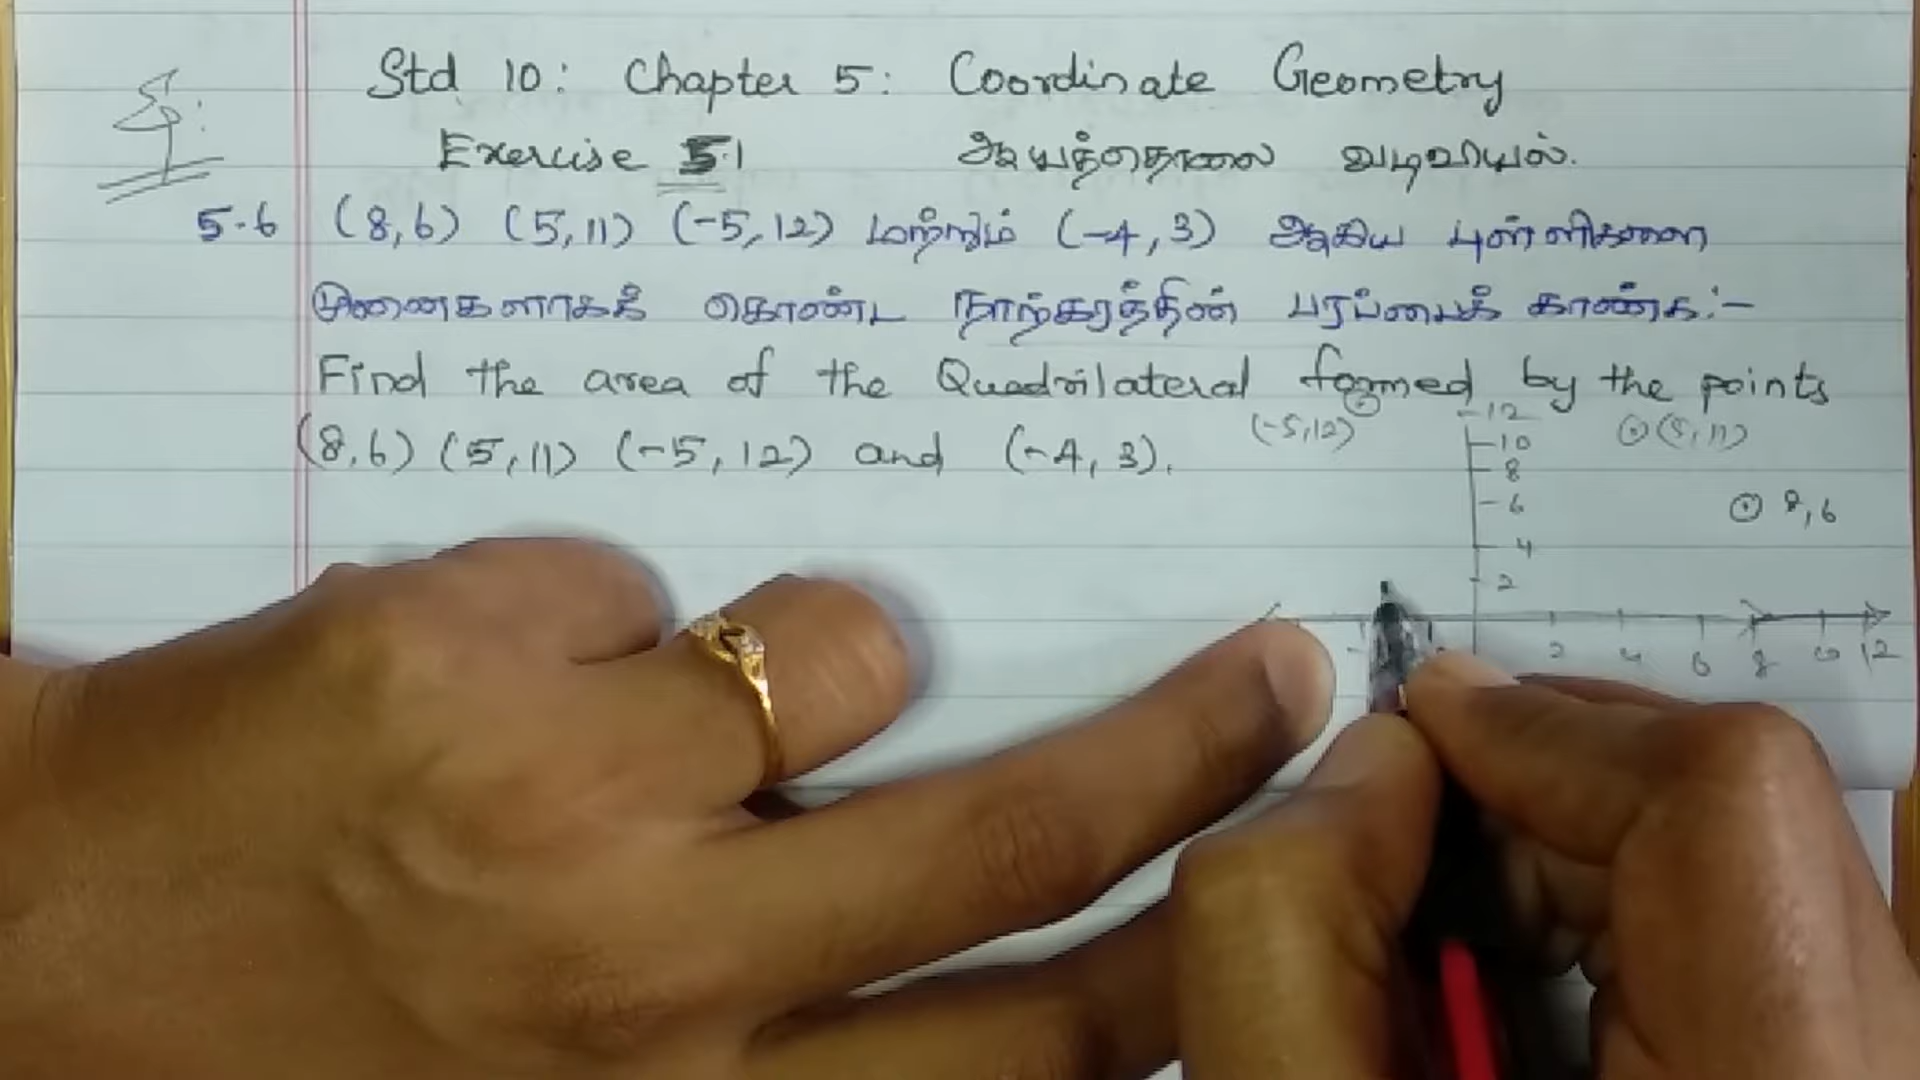 Std 10: Chapter 5: Coordinate Geometry
Exercise 5.1 ஆயத்தொலை வடிவியல்.
5.6 (8,6) (5,11) (-5,12) மற்றும் (-4,3) ஆகிய புள்ளிகளை
முனைகளாகக் கொண்ட நாற்கரத்தின் பரப்பைக் காண்க:-
Find the area of the Quadrilateral formed by the points
(8,6) (5,11) (-5,12) and (-4,3).
(-5,12)
12
10
8
6
4
2
(5,11)
8,6
2 4 6 8 12